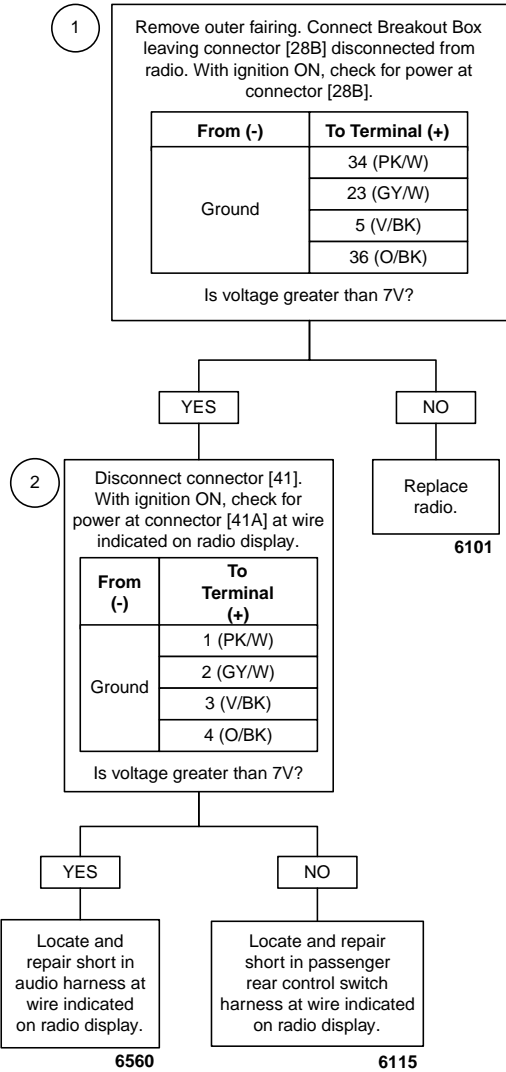 1
Remove outer fairing. Connect Breakout Box
leaving connector [28B] disconnected from
radio. With ignition ON, check for power at
connector [28B].
From (-) To Terminal (+)
Ground
34 (PK/W)
23 (GY/W)
5 (V/BK)
36 (O/BK)
Is voltage greater than 7V?
YES
NO
2
Disconnect connector [41].
With ignition ON, check for
power at connector [41A] at wire
indicated on radio display.
From
(-)
To
Terminal
(+)
Ground
1 (PK/W)
2 (GY/W)
3 (V/BK)
4 (O/BK)
Is voltage greater than 7V?
Replace
radio.
6101
YES
NO
Locate and
repair short in
audio harness at
wire indicated
on radio display.
6560
Locate and repair
short in passenger
rear control switch
harness at wire indicated
on radio display.
6115